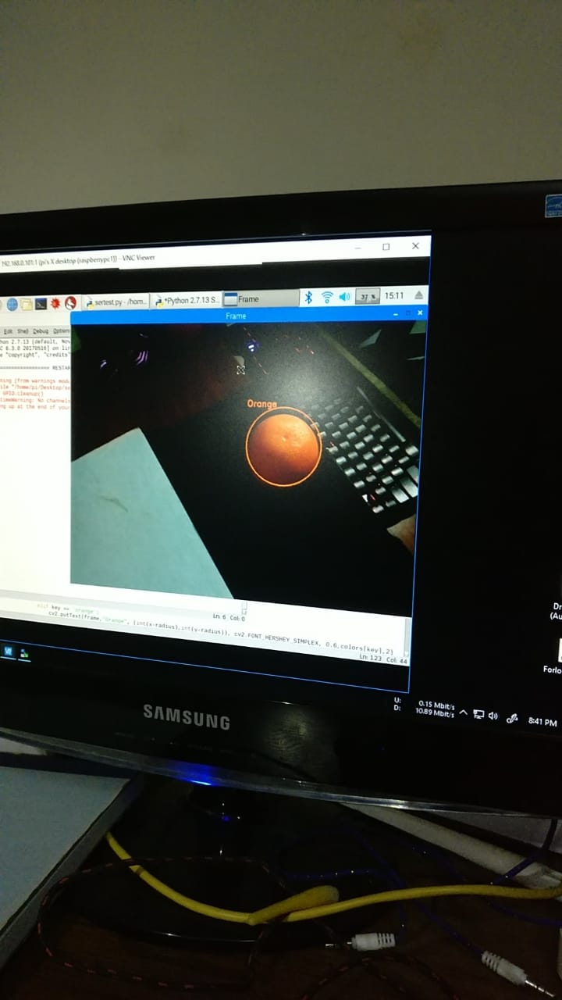 192.168.0.101:1 (pi's X desktop (raspberrypi:1)) - VNC Viewer
sertest.py - /hom..
*Python 2.7.13 S..
Frame
37 %
15:11
Frame
Edit Shell Debug Options
hon 2.7.13 (default, Nov
C 6.3.0 20170516] on lin
e "copyright", "credits"
================ RESTAR
ning (from warnings modu
ile "/home/pi/Desktop/se
GPIO.cleanup()
timeWarning: No channels
ng up at the end of your
Orange
Ln: 6 Col: 0
elif key == 'orange':
cv2.putText(frame,"Orange", (int(x-radius),int(y-radius)), cv2.FONT_HERSHEY_SIMPLEX, 0.6,colors[key],2)
Ln: 123 Col: 44
Dr
(Au
Forlo
U: 0.15 Mbit/s
D: 10.89 Mbit/s
8:41 PM
SAMSUNG